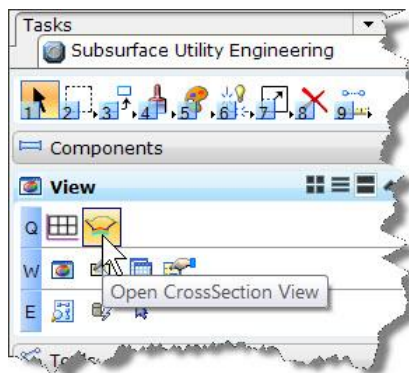 Tasks
Subsurface Utility Engineering
1 2 3 4 5 6 7 8 9
Components
View
Q
W
Open CrossSection View
E